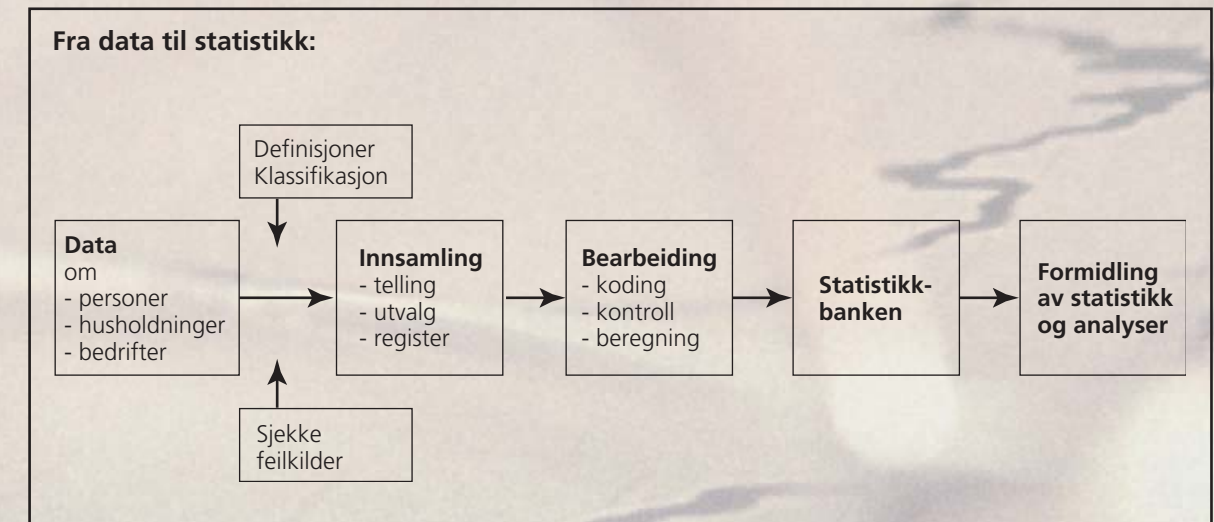 Fra data til statistikk:
Definisjoner
Klassifikasjon
Data
om
- personer
- husholdninger
- bedrifter
Innsamling
- telling
- utvalg
- register
Bearbeiding
- koding
- kontroll
- beregning
Statistikk-
banken
Formidling
av statistikk
og analyser
Sjekke
feilkilder